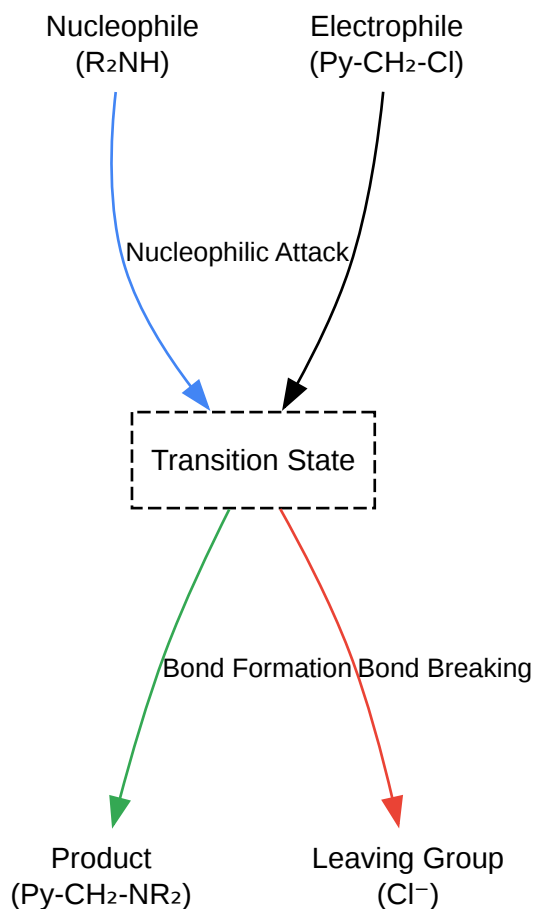 Nucleophile
(R₂NH)
Electrophile
(Py-CH₂-Cl)
Nucleophilic Attack
Transition State
Bond Formation
Bond Breaking
Product
(Py-CH₂-NR₂)
Leaving Group
(Cl⁻)